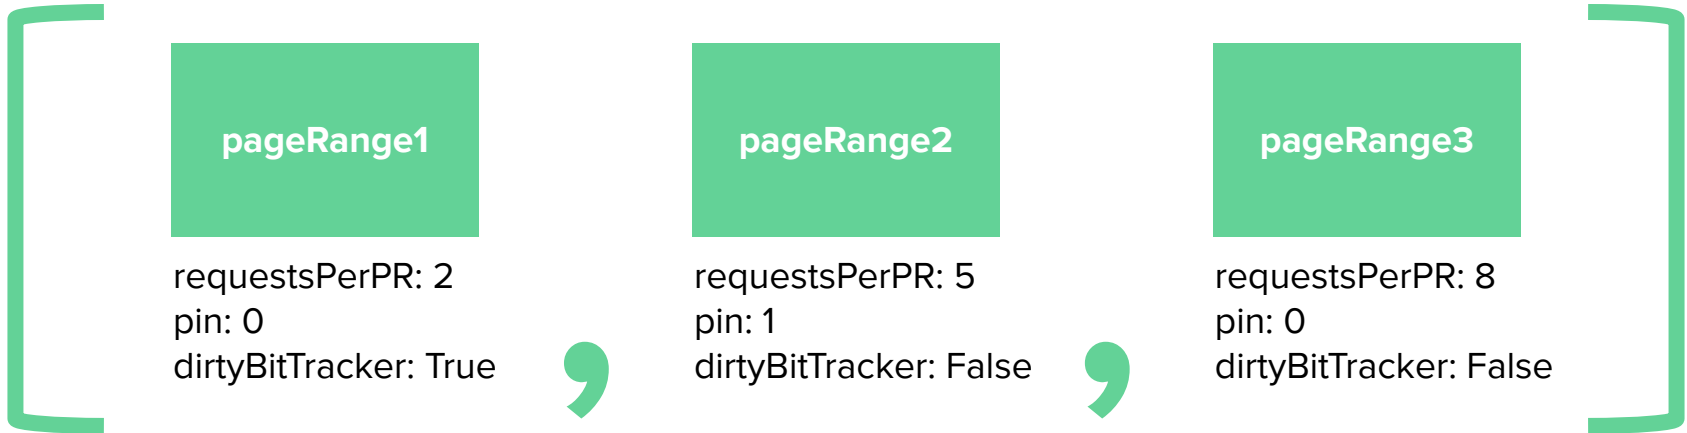 pageRange1
requestsPerPR: 2
pin: 0
dirtyBitTracker: True
,
pageRange2
requestsPerPR: 5
pin: 1
dirtyBitTracker: False
,
pageRange3
requestsPerPR: 8
pin: 0
dirtyBitTracker: False